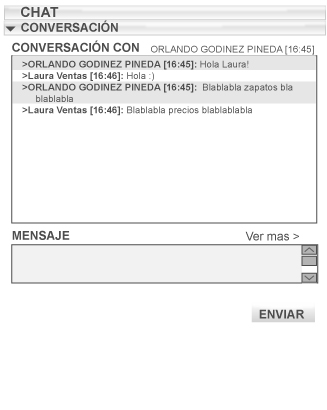 CHAT
CONVERSACIÓN
CONVERSACIÓN CON ORLANDO GODINEZ PINEDA [16:45]
>ORLANDO GODINEZ PINEDA [16:45]: Hola Laura!
>Laura Ventas [16:46]: Hola :)
>ORLANDO GODINEZ PINEDA [16:45]: Blablabla zapatos bla
blablabla
>Laura Ventas [16:46]: Blablabla precios blablablabla
MENSAJE Ver mas >
ENVIAR